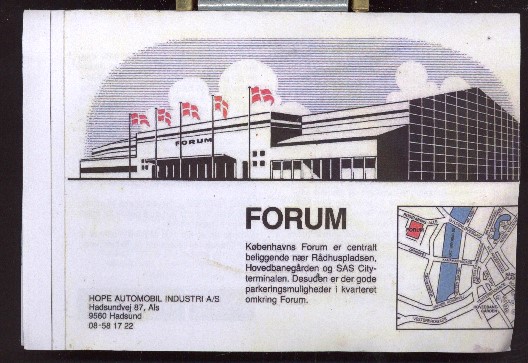 FORUM
FORUM
Københavns Forum er centralt
beliggende nær Rådhuspladsen,
Hovedbanegården og SAS City-
terminalen. Desuden er der gode
parkeringsmuligheder i kvarteret
omkring Forum.
FORUM
HOPE AUTOMOBIL INDUSTRI A/S
Hadsundvej 87, Als
9560 Hadsund
08-58 17 22